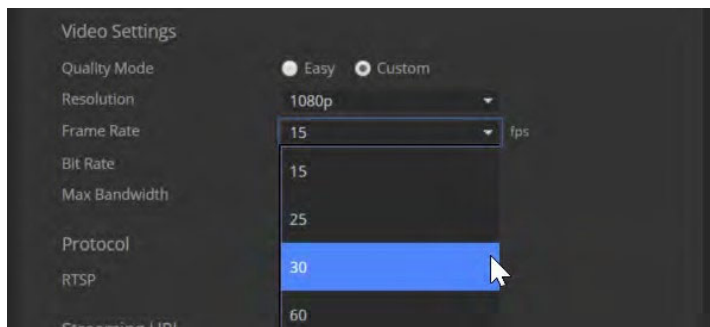 Video Settings
Quality Mode Easy Custom
Resolution 1080p
Frame Rate 15 fps
Bit Rate 15
Max Bandwidth
25
Protocol
30
RTSP
60